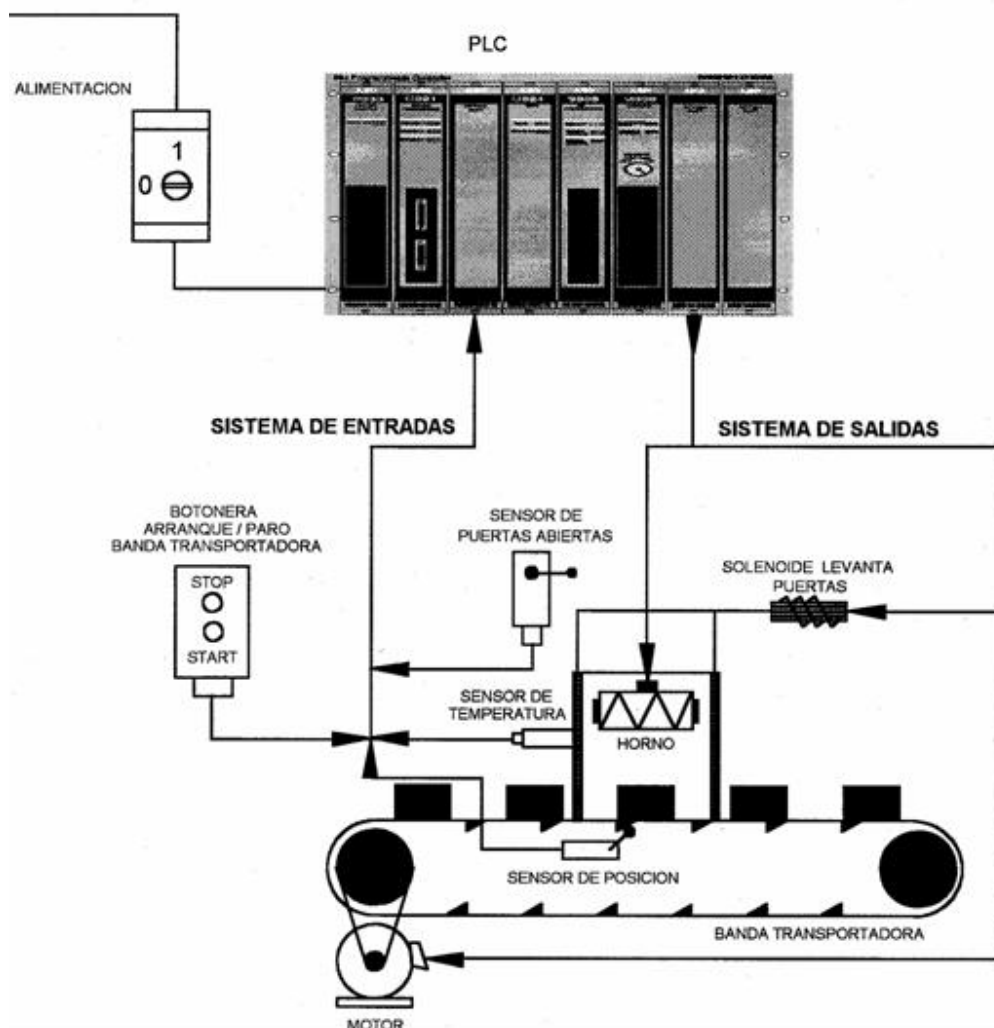 PLC
ALIMENTACION
1
0
SISTEMA DE ENTRADAS
SISTEMA DE SALIDAS
BOTONERA
ARRANQUE / PARO
BANDA TRANSPORTADORA
STOP
START
SENSOR DE
PUERTAS ABIERTAS
SOLENOIDE LEVANTA
PUERTAS
SENSOR DE
TEMPERATURA
HORNO
SENSOR DE POSICION
BANDA TRANSPORTADORA
MOTOR